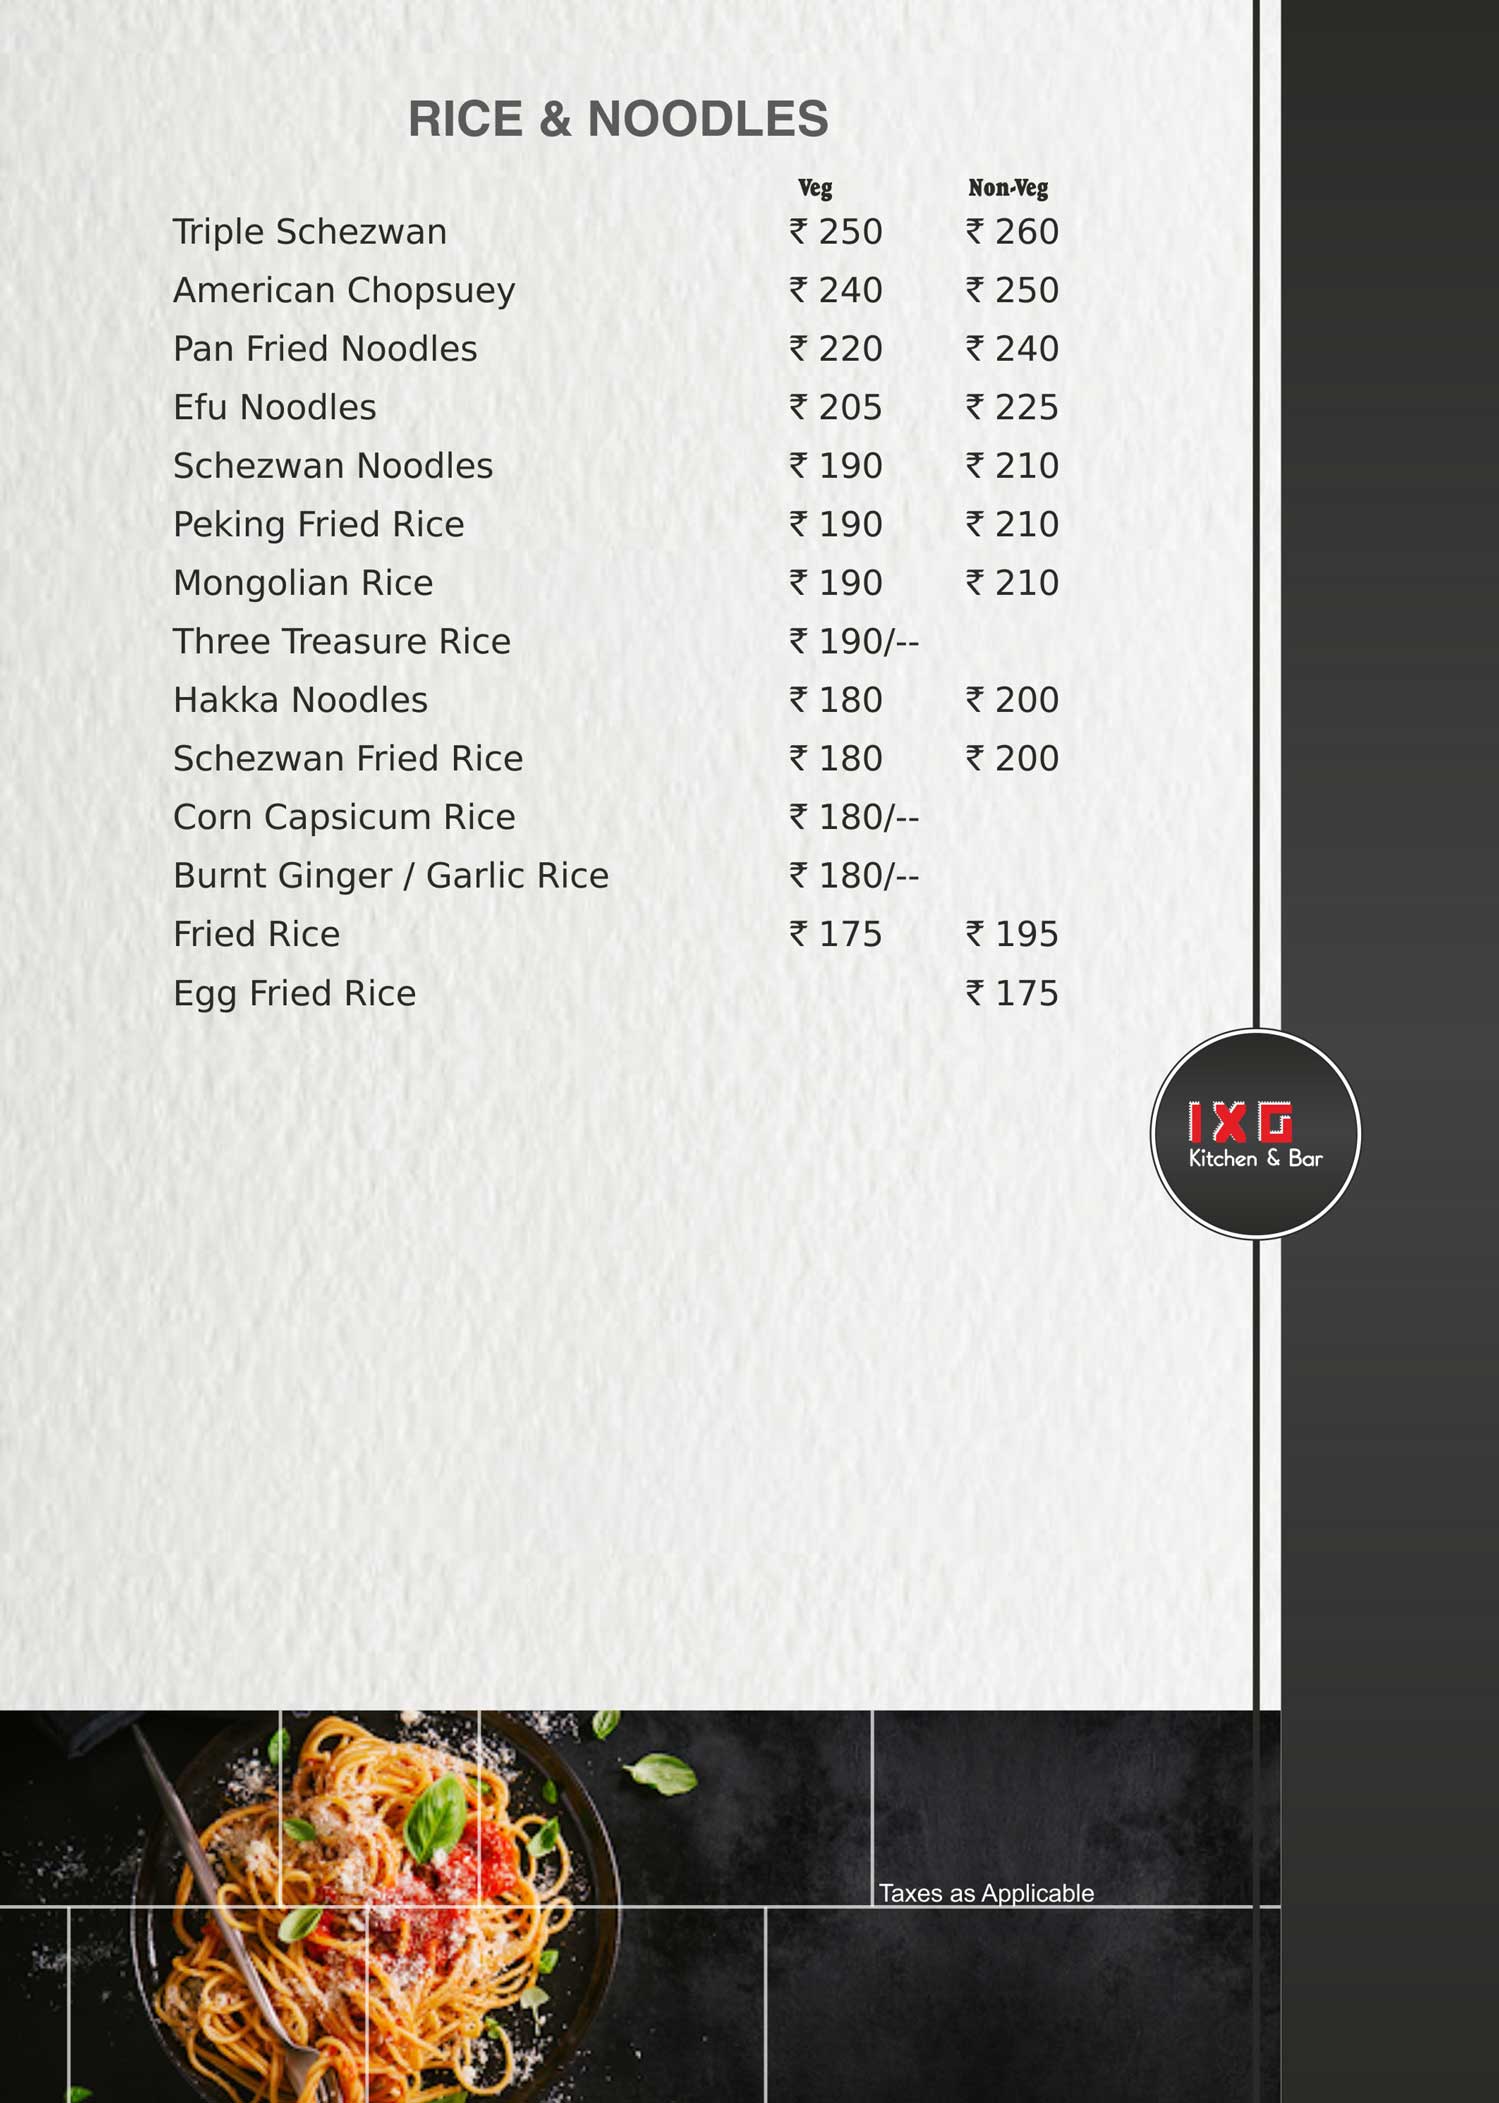 RICE & NOODLES
Veg Non-Veg
Triple Schezwan ₹ 250 ₹ 260
American Chopsuey ₹ 240 ₹ 250
Pan Fried Noodles ₹ 220 ₹ 240
Efu Noodles ₹ 205 ₹ 225
Schezwan Noodles ₹ 190 ₹ 210
Peking Fried Rice ₹ 190 ₹ 210
Mongolian Rice ₹ 190 ₹ 210
Three Treasure Rice ₹ 190/--
Hakka Noodles ₹ 180 ₹ 200
Schezwan Fried Rice ₹ 180 ₹ 200
Corn Capsicum Rice ₹ 180/--
Burnt Ginger / Garlic Rice ₹ 180/--
Fried Rice ₹ 175 ₹ 195
Egg Fried Rice ₹ 175
IXG
Kitchen & Bar
Taxes as Applicable